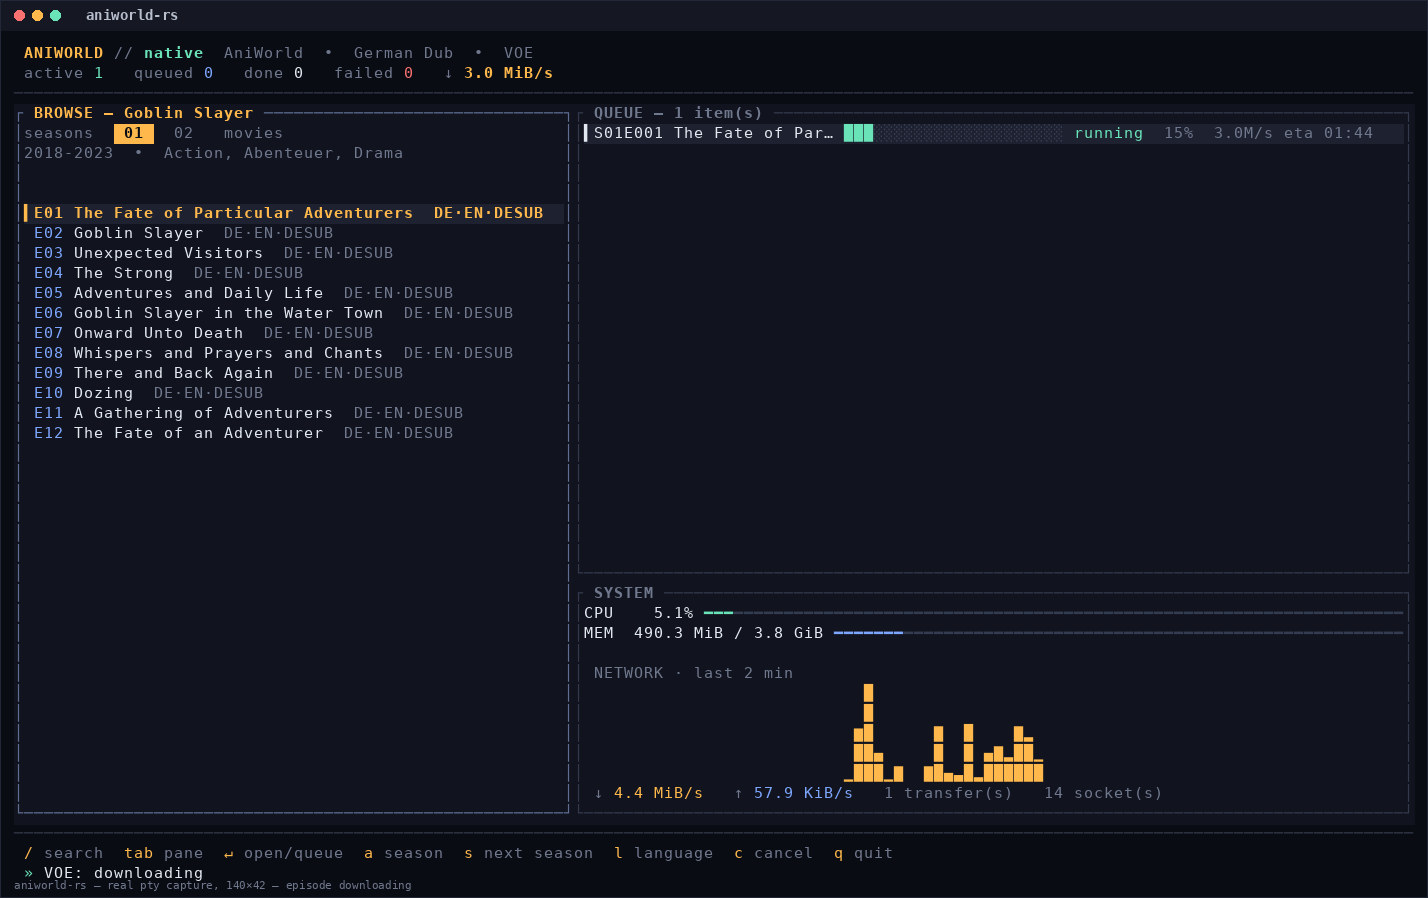 aniworld-rs
ANIWORLD // native AniWorld • German Dub • VOE
active 1 queued 0 done 0 failed 0 ↓ 3.0 MiB/s
BROWSE — Goblin Slayer
seasons 01 02 movies
2018-2023 • Action, Abenteuer, Drama
E01 The Fate of Particular Adventurers DE·EN·DESUB
E02 Goblin Slayer DE·EN·DESUB
E03 Unexpected Visitors DE·EN·DESUB
E04 The Strong DE·EN·DESUB
E05 Adventures and Daily Life DE·EN·DESUB
E06 Goblin Slayer in the Water Town DE·EN·DESUB
E07 Onward Unto Death DE·EN·DESUB
E08 Whispers and Prayers and Chants DE·EN·DESUB
E09 There and Back Again DE·EN·DESUB
E10 Dozing DE·EN·DESUB
E11 A Gathering of Adventurers DE·EN·DESUB
E12 The Fate of an Adventurer DE·EN·DESUB
QUEUE — 1 item(s)
S01E001 The Fate of Par… running 15% 3.0M/s eta 01:44
SYSTEM
CPU 5.1%
MEM 490.3 MiB / 3.8 GiB
NETWORK · last 2 min
↓ 4.4 MiB/s ↑ 57.9 KiB/s 1 transfer(s) 14 socket(s)
/ search tab pane ↵ open/queue a season s next season l language c cancel q quit
» VOE: downloading
aniworld-rs — real pty capture, 140×42 — episode downloading